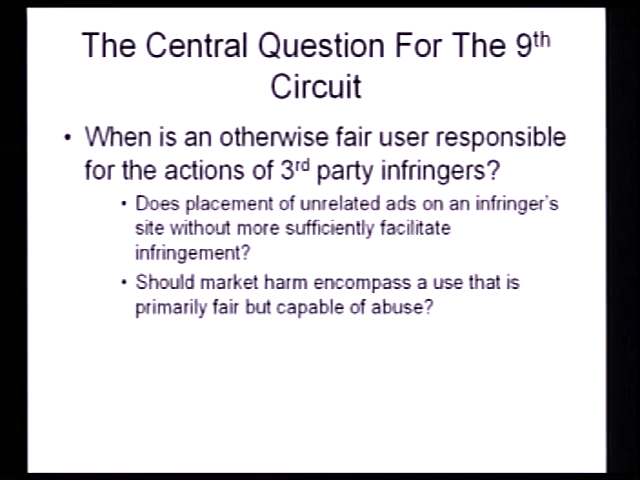 The Central Question For The 9th
Circuit
• When is an otherwise fair user responsible
for the actions of 3rd party infringers?
• Does placement of unrelated ads on an infringer's
site without more sufficiently facilitate
infringement?
• Should market harm encompass a use that is
primarily fair but capable of abuse?